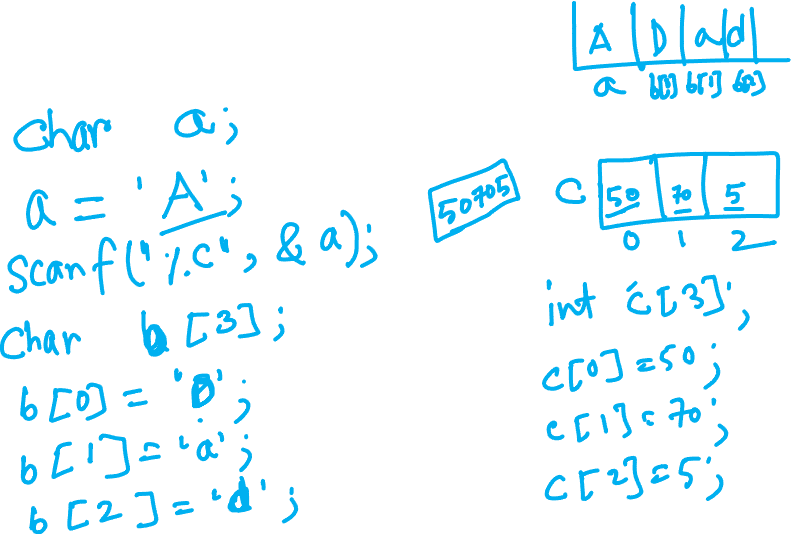 char a;
a = 'A';
scanf("%c", & a);
char b [3];
b [0] = 'D';
b [1] = 'a';
b [2] = 'd';
A D a d
a b[0] b[1] b[2]
50705
C 50 70 5
0 1 2
int c[3];
c[0] = 50;
c[1] = 70;
c[2] = 5;